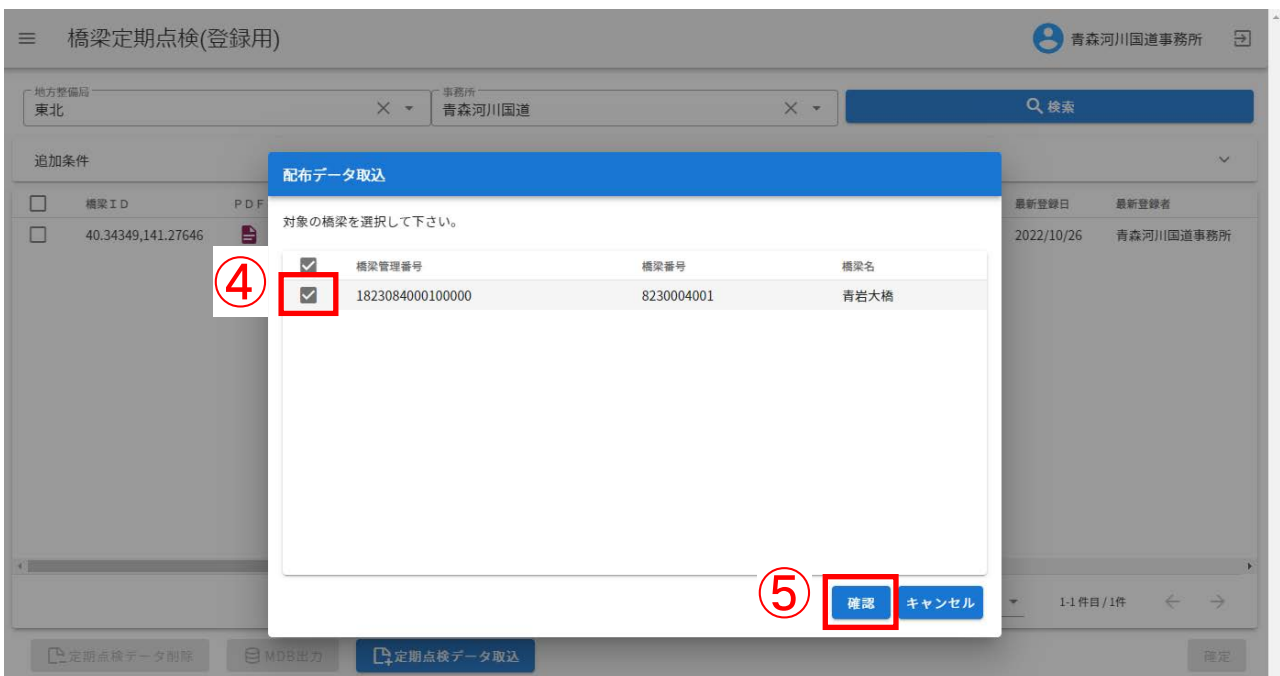 橋梁定期点検(登録用)
青森河川国道事務所
地方整備局
東北
事務所
青森河川国道
検索
追加条件
配布データ取込
対象の橋梁を選択して下さい。
橋梁ID
PDF
最新登録日
最新登録者
40.34349,141.27646
2022/10/26
青森河川国道事務所
橋梁管理番号
橋梁番号
橋梁名
④
1823084000100000
8230004001
青岩大橋
⑤
確認
キャンセル
1-1 件目 / 1件
定期点検データ削除
MDB出力
定期点検データ取込
確定